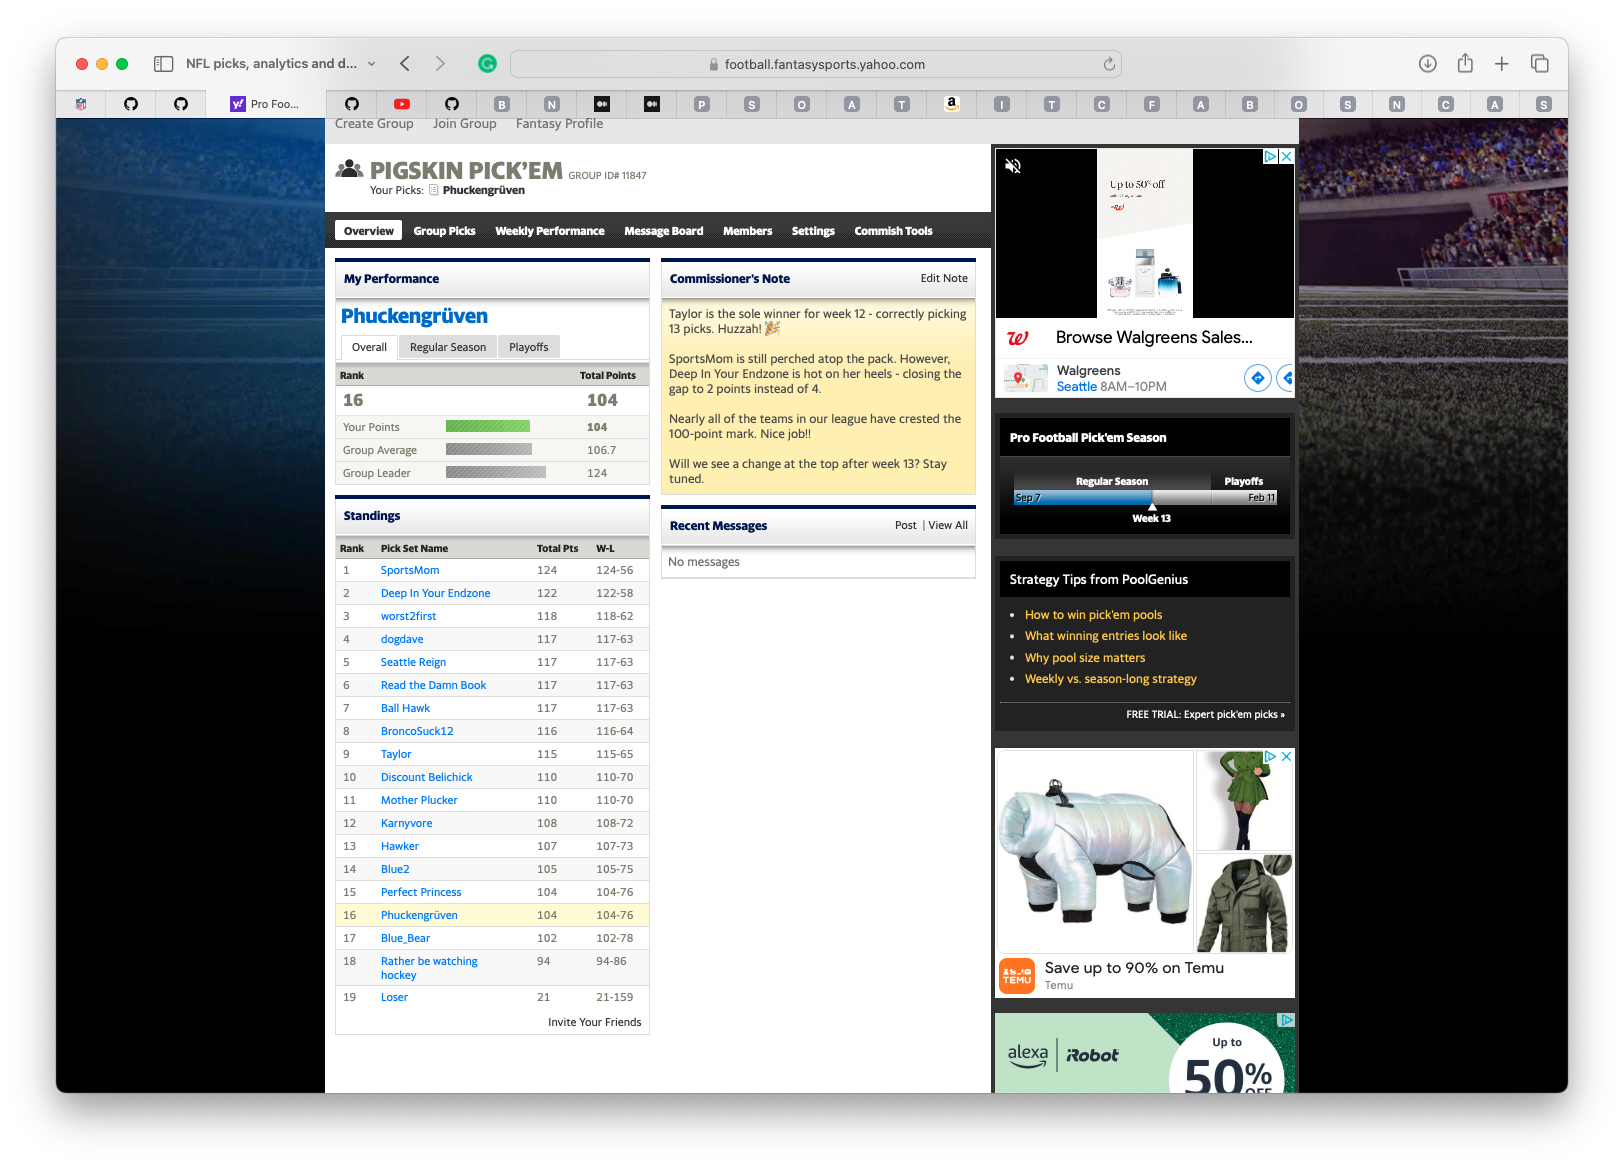 NFL picks, analytics and d...
football.fantasysports.yahoo.com
y! Pro Foo...
B N P S O A T a I T C F A B O S N C A S
Create Group Join Group Fantasy Profile
PIGSKIN PICK'EM GROUP ID# 11847
Your Picks: Phuckengrüven
Overview Group Picks Weekly Performance Message Board Members Settings Commish Tools
My Performance
Phuckengrüven
Overall Regular Season Playoffs
Rank Total Points
16 104
Your Points 104
Group Average 106.7
Group Leader 124
Standings
Rank Pick Set Name Total Pts W-L
1 SportsMom 124 124-56
2 Deep In Your Endzone 122 122-58
3 worst2first 118 118-62
4 dogdave 117 117-63
5 Seattle Reign 117 117-63
6 Read the Damn Book 117 117-63
7 Ball Hawk 117 117-63
8 BroncoSuck12 116 116-64
9 Taylor 115 115-65
10 Discount Belichick 110 110-70
11 Mother Plucker 110 110-70
12 Karnyvore 108 108-72
13 Hawker 107 107-73
14 Blue2 105 105-75
15 Perfect Princess 104 104-76
16 Phuckengrüven 104 104-76
17 Blue_Bear 102 102-78
18 Rather be watching hockey 94 94-86
19 Loser 21 21-159
Invite Your Friends
Commissioner's Note Edit Note
Taylor is the sole winner for week 12 - correctly picking
13 picks. Huzzah! 🎉
SportsMom is still perched atop the pack. However,
Deep In Your Endzone is hot on her heels - closing the
gap to 2 points instead of 4.
Nearly all of the teams in our league have crested the
100-point mark. Nice job!!
Will we see a change at the top after week 13? Stay
tuned.
Recent Messages Post | View All
No messages
Up to 50% off
Browse Walgreens Sales...
Walgreens
Seattle 8AM–10PM
Pro Football Pick'em Season
Regular Season Playoffs
Sep 7 Feb 11
Week 13
Strategy Tips from PoolGenius
• How to win pick'em pools
• What winning entries look like
• Why pool size matters
• Weekly vs. season-long strategy
FREE TRIAL: Expert pick'em picks »
TEMU
Save up to 90% on Temu
Temu
alexa | iRobot
Up to
50%
OFF